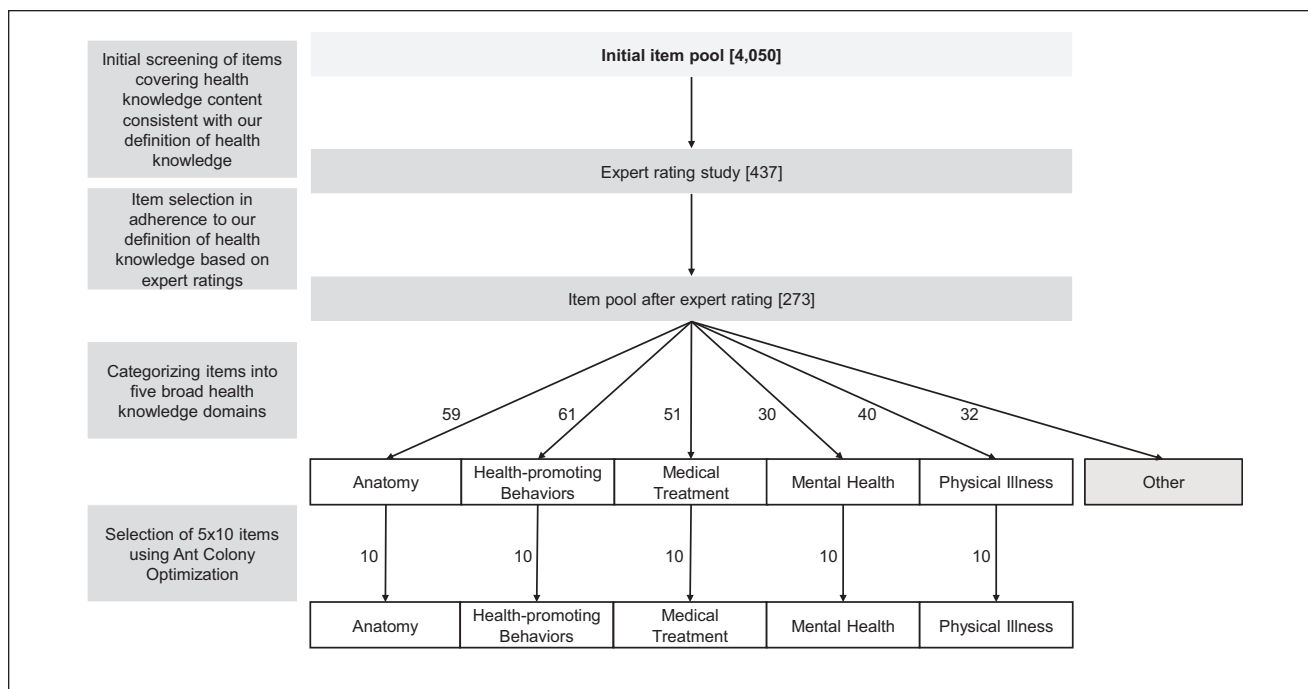 Initial screening of items
covering health
knowledge content
consistent with our
definition of health
knowledge
Initial item pool [4,050]
Expert rating study [437]
Item selection in
adherence to our
definition of health
knowledge based on
expert ratings
Item pool after expert rating [273]
Categorizing items into
five broad health
knowledge domains
59
61
51
30
40
32
Anatomy
Health-promoting
Behaviors
Medical
Treatment
Mental Health
Physical Illness
Other
Selection of 5x10 items
using Ant Colony
Optimization
10
10
10
10
10
Anatomy
Health-promoting
Behaviors
Medical
Treatment
Mental Health
Physical Illness